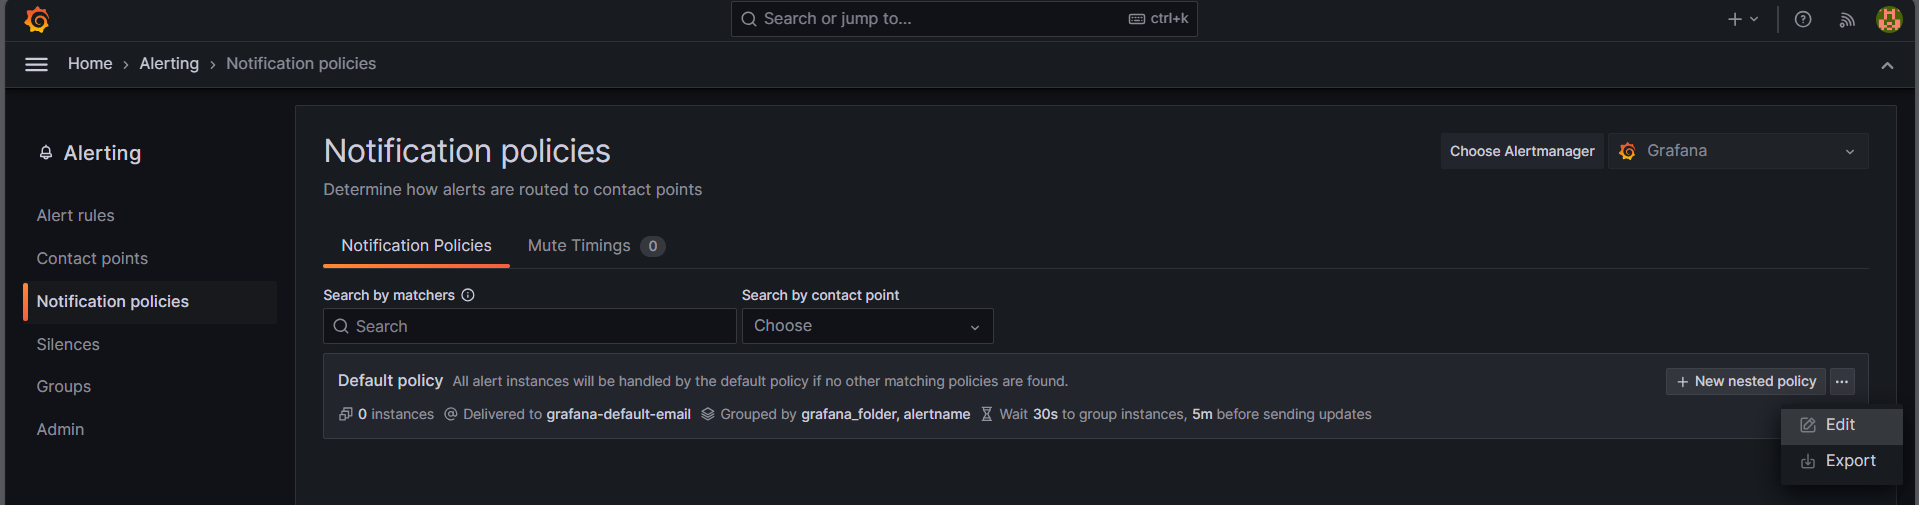 Search or jump to...
ctrl+k
Home › Alerting › Notification policies
Alerting
Alert rules
Contact points
Notification policies
Silences
Groups
Admin
Notification policies
Determine how alerts are routed to contact points
Choose Alertmanager
Grafana
Notification Policies
Mute Timings 0
Search by matchers
Search
Search by contact point
Choose
Default policy All alert instances will be handled by the default policy if no other matching policies are found.
+ New nested policy ...
0 instances Delivered to grafana-default-email Grouped by grafana_folder, alertname Wait 30s to group instances, 5m before sending updates
Edit
Export